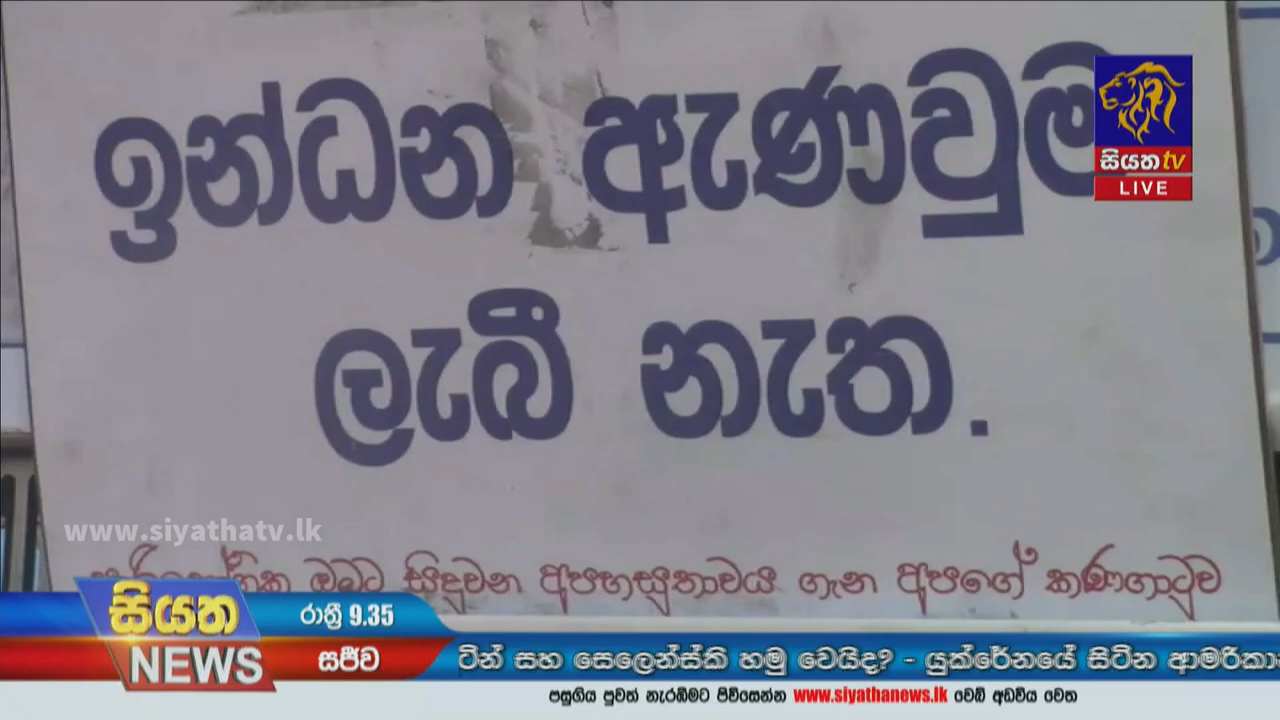 ඉන්ධන ඇණවුම
සියත tv
LIVE
ලැබී නැත.
www.siyathatv.lk
ඔබට සිදුවන අපහසුතාවය ගැන අපගේ කණගාටුව
සියත
NEWS
රාත්‍රී 9.35
සජීව
ටින් සහ සෙලෙන්ස්කි හමු වෙයිද? - යුක්රේනයේ සිටින ආමරිකා
පසුගිය පුවත් නැරඹීමට පිවිසෙන්න www.siyathanews.lk වෙබ් අඩවිය වෙත